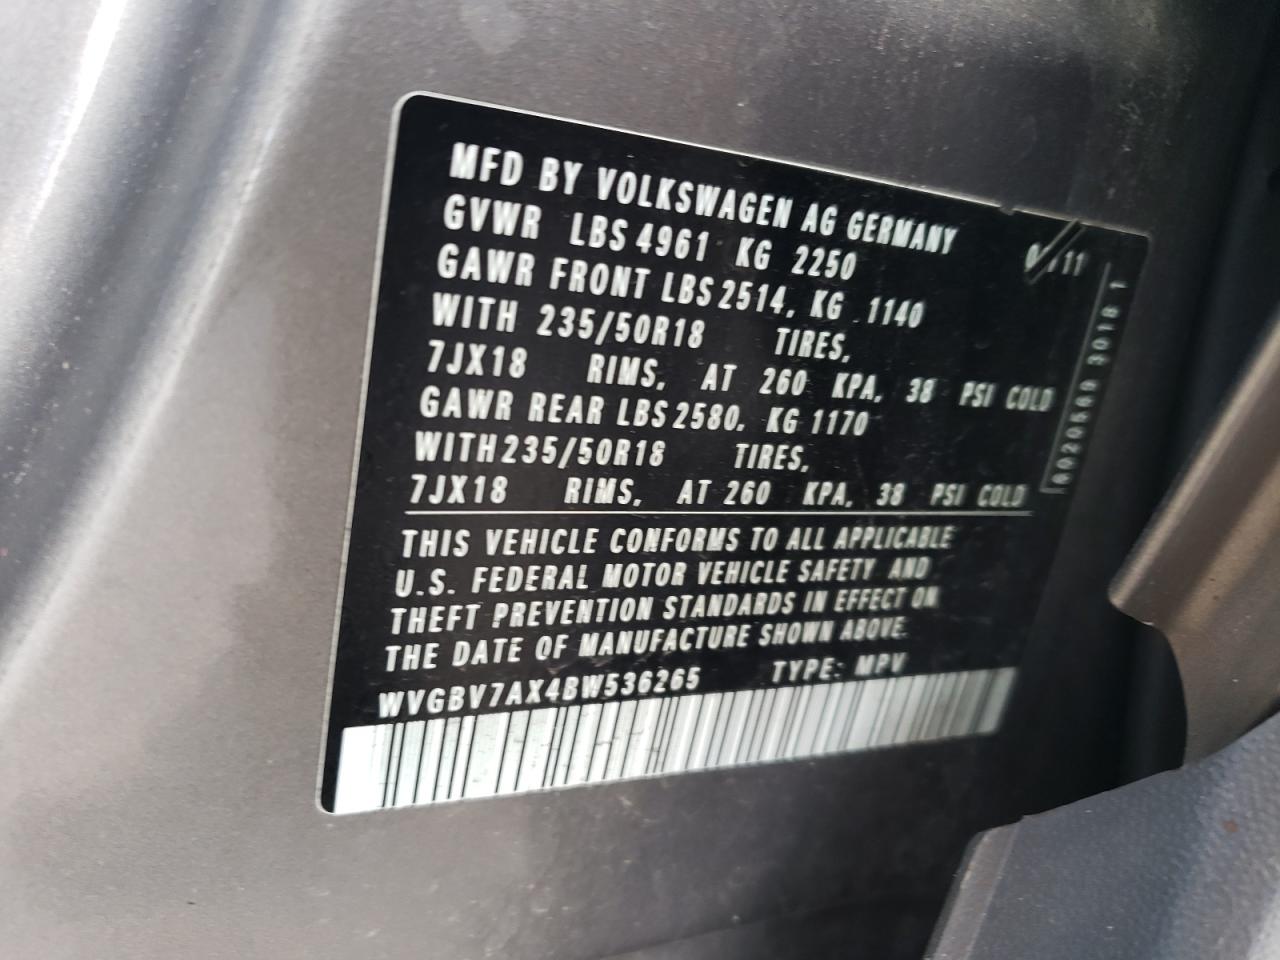 MFD BY VOLKSWAGEN AG GERMANY
11
GVWR LBS 4961 KG 2250
GAWR FRONT LBS 2514, KG 1140
WITH 235/50R18 TIRES,
7JX18 RIMS, AT 260 KPA, 38 PSI COLD
GAWR REAR LBS 2580, KG 1170
WITH 235/50R18 TIRES,
7JX18 RIMS, AT 260 KPA, 38 PSI COLD
THIS VEHICLE CONFORMS TO ALL APPLICABLE
U.S. FEDERAL MOTOR VEHICLE SAFETY AND
THEFT PREVENTION STANDARDS IN EFFECT ON
THE DATE OF MANUFACTURE SHOWN ABOVE.
WVGBV7AX4BW536265 TYPE: MPV
3018 1